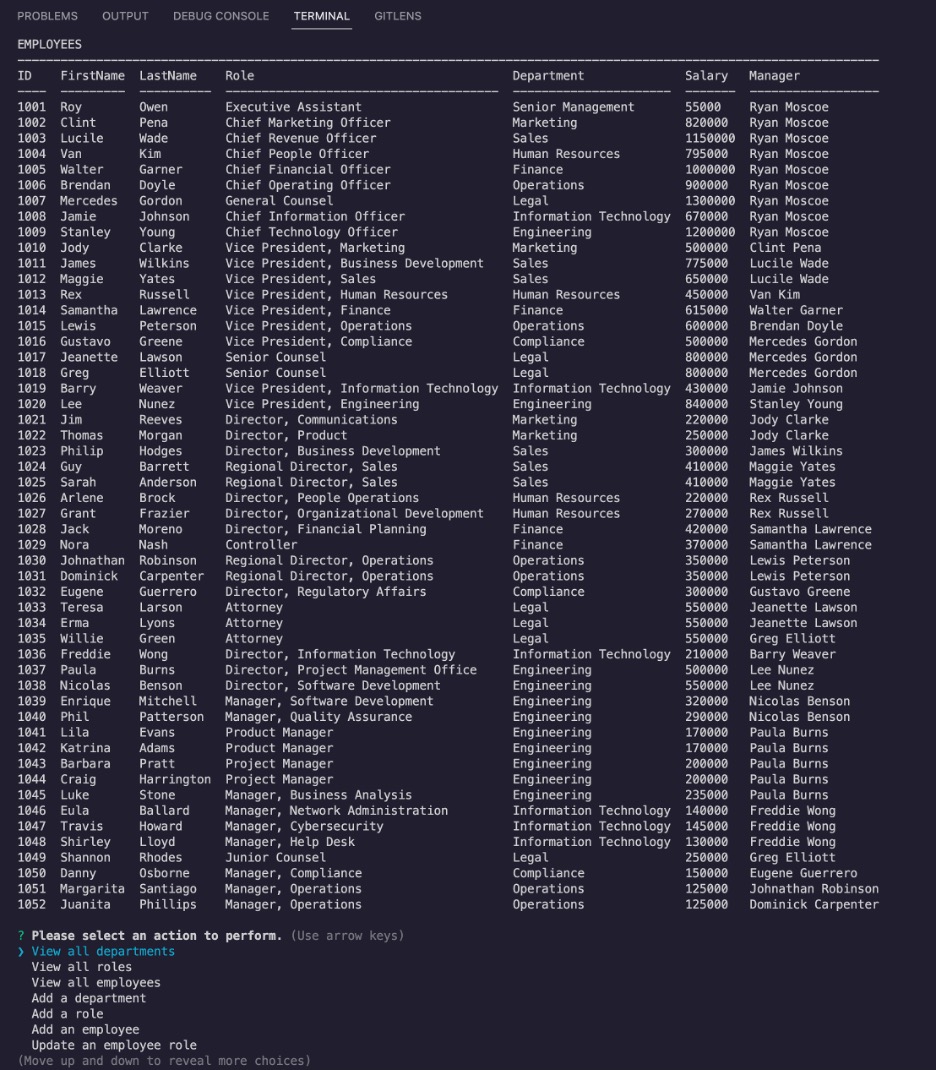 PROBLEMS OUTPUT DEBUG CONSOLE TERMINAL GITLENS
EMPLOYEES
ID FirstName LastName Role Department Salary Manager
1001 Roy Owen Executive Assistant Senior Management 55000 Ryan Moscoe
1002 Clint Pena Chief Marketing Officer Marketing 820000 Ryan Moscoe
1003 Lucile Wade Chief Revenue Officer Sales 1150000 Ryan Moscoe
1004 Van Kim Chief People Officer Human Resources 795000 Ryan Moscoe
1005 Walter Garner Chief Financial Officer Finance 1000000 Ryan Moscoe
1006 Brendan Doyle Chief Operating Officer Operations 900000 Ryan Moscoe
1007 Mercedes Gordon General Counsel Legal 1300000 Ryan Moscoe
1008 Jamie Johnson Chief Information Officer Information Technology 670000 Ryan Moscoe
1009 Stanley Young Chief Technology Officer Engineering 1200000 Ryan Moscoe
1010 Jody Clarke Vice President, Marketing Marketing 500000 Clint Pena
1011 James Wilkins Vice President, Business Development Sales 775000 Lucile Wade
1012 Maggie Yates Vice President, Sales Sales 650000 Lucile Wade
1013 Rex Russell Vice President, Human Resources Human Resources 450000 Van Kim
1014 Samantha Lawrence Vice President, Finance Finance 615000 Walter Garner
1015 Lewis Peterson Vice President, Operations Operations 600000 Brendan Doyle
1016 Gustavo Greene Vice President, Compliance Compliance 500000 Mercedes Gordon
1017 Jeanette Lawson Senior Counsel Legal 800000 Mercedes Gordon
1018 Greg Elliott Senior Counsel Legal 800000 Mercedes Gordon
1019 Barry Weaver Vice President, Information Technology Information Technology 430000 Jamie Johnson
1020 Lee Nunez Vice President, Engineering Engineering 840000 Stanley Young
1021 Jim Reeves Director, Communications Marketing 220000 Jody Clarke
1022 Thomas Morgan Director, Product Marketing 250000 Jody Clarke
1023 Philip Hodges Director, Business Development Sales 300000 James Wilkins
1024 Guy Barrett Regional Director, Sales Sales 410000 Maggie Yates
1025 Sarah Anderson Regional Director, Sales Sales 410000 Maggie Yates
1026 Arlene Brock Director, People Operations Human Resources 220000 Rex Russell
1027 Grant Frazier Director, Organizational Development Human Resources 270000 Rex Russell
1028 Jack Moreno Director, Financial Planning Finance 420000 Samantha Lawrence
1029 Nora Nash Controller Finance 370000 Samantha Lawrence
1030 Johnathan Robinson Regional Director, Operations Operations 350000 Lewis Peterson
1031 Dominick Carpenter Regional Director, Operations Operations 350000 Lewis Peterson
1032 Eugene Guerrero Director, Regulatory Affairs Compliance 300000 Gustavo Greene
1033 Teresa Larson Attorney Legal 550000 Jeanette Lawson
1034 Erma Lyons Attorney Legal 550000 Jeanette Lawson
1035 Willie Green Attorney Legal 550000 Greg Elliott
1036 Freddie Wong Director, Information Technology Information Technology 210000 Barry Weaver
1037 Paula Burns Director, Project Management Office Engineering 500000 Lee Nunez
1038 Nicolas Benson Director, Software Development Engineering 550000 Lee Nunez
1039 Enrique Mitchell Manager, Software Development Engineering 320000 Nicolas Benson
1040 Phil Patterson Manager, Quality Assurance Engineering 290000 Nicolas Benson
1041 Lila Evans Product Manager Engineering 170000 Paula Burns
1042 Katrina Adams Product Manager Engineering 170000 Paula Burns
1043 Barbara Pratt Project Manager Engineering 200000 Paula Burns
1044 Craig Harrington Project Manager Engineering 200000 Paula Burns
1045 Luke Stone Manager, Business Analysis Engineering 235000 Paula Burns
1046 Eula Ballard Manager, Network Administration Information Technology 140000 Freddie Wong
1047 Travis Howard Manager, Cybersecurity Information Technology 145000 Freddie Wong
1048 Shirley Lloyd Manager, Help Desk Information Technology 130000 Freddie Wong
1049 Shannon Rhodes Junior Counsel Legal 250000 Greg Elliott
1050 Danny Osborne Manager, Compliance Compliance 150000 Eugene Guerrero
1051 Margarita Santiago Manager, Operations Operations 125000 Johnathan Robinson
1052 Juanita Phillips Manager, Operations Operations 125000 Dominick Carpenter
? Please select an action to perform. (Use arrow keys)
❯ View all departments
View all roles
View all employees
Add a department
Add a role
Add an employee
Update an employee role
(Move up and down to reveal more choices)